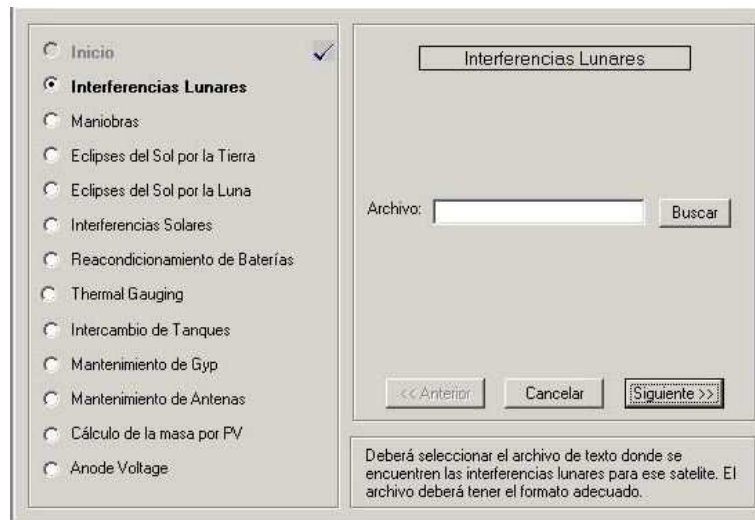 Inicio
Interferencias Lunares
Maniobras
Eclipses del Sol por la Tierra
Eclipses del Sol por la Luna
Interferencias Solares
Reacondicionamiento de Baterías
Thermal Gauging
Intercambio de Tanques
Mantenimiento de Gyp
Mantenimiento de Antenas
Cálculo de la masa por PV
Anode Voltage
Interferencias Lunares
Archivo:
Buscar
<< Anterior
Cancelar
Siguiente >>
Deberá seleccionar el archivo de texto donde se
encuentren las interferencias lunares para ese satelite. El
archivo deberá tener el formato adecuado.